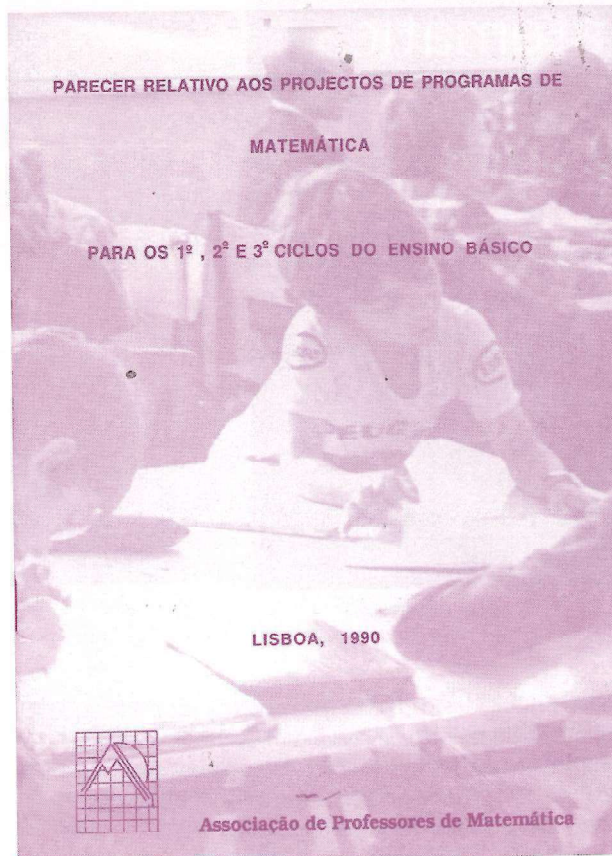 PARECER RELATIVO AOS PROJECTOS DE PROGRAMAS DE
MATEMÁTICA
PARA OS 1º , 2º E 3º CICLOS DO ENSINO BÁSICO
LISBOA, 1990
Associação de Professores de Matemática